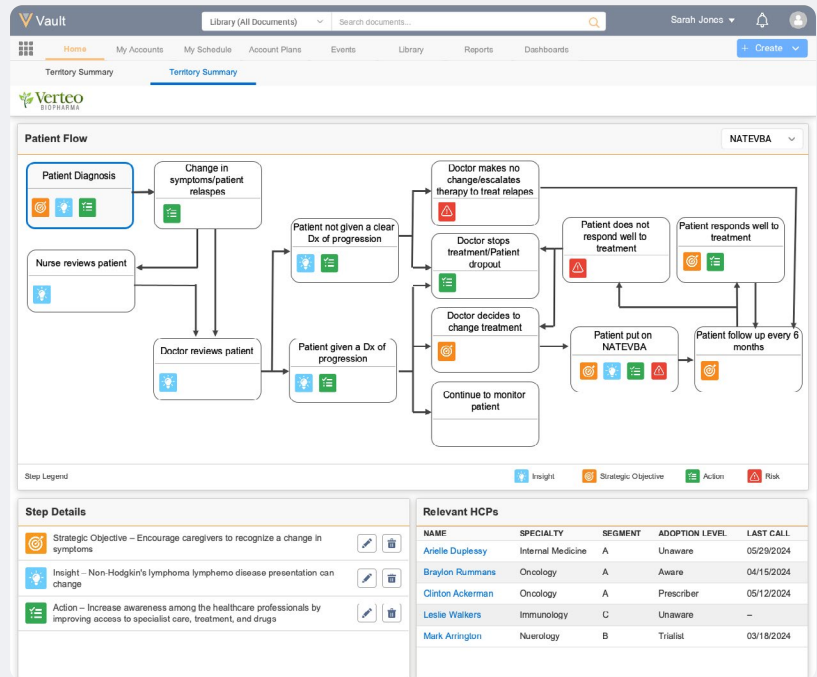 Vault
Library (All Documents)
Search documents...
Sarah Jones
Home
My Accounts
My Schedule
Account Plans
Events
Library
Reports
Dashboards
+ Create
Territory Summary
Territory Summary
Verteo
BIOPHARMA
Patient Flow
NATEVBA
Patient Diagnosis
Change in
symptoms/patient
relaspes
Doctor makes no
change/escalates
therapy to treat relapes
Patient not given a clear
Dx of progression
Patient does not
respond well to
treatment
Patient responds well to
treatment
Doctor stops
treatment/Patient
dropout
Nurse reviews patient
Doctor decides to
change treatment
Doctor reviews patient
Patient given a Dx of
progression
Patient put on
NATEVBA
Patient follow up every 6
months
Continue to monitor
patient
Step Legend
Insight
Strategic Objective
Action
Risk
Step Details
Strategic Objective – Encourage caregivers to recognize a change in
symptoms
Insight – Non-Hodgkin's lymphoma lymphemo disease presentation can
change
Action – Increase awareness among the healthcare professionals by
improving access to specialist care, treatment, and drugs
Relevant HCPs
NAME SPECIALTY SEGMENT ADOPTION LEVEL LAST CALL
Arielle Duplessy Internal Medicine A Unaware 05/29/2024
Braylon Rummans Oncology A Aware 04/15/2024
Clinton Ackerman Oncology A Prescriber 05/12/2024
Leslie Walkers Immunology C Unaware –
Mark Arrington Nuerology B Trialist 03/18/2024